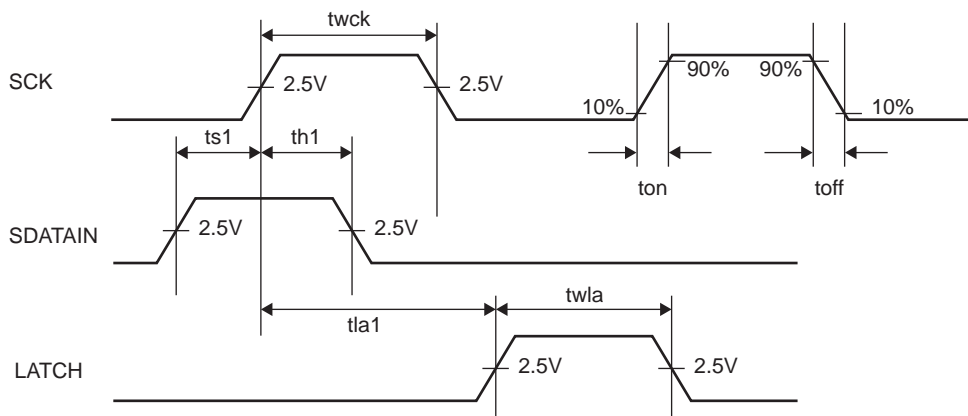 twck
SCK
2.5V
2.5V
10%
90%
90%
10%
ts1
th1
ton
toff
SDATAIN
2.5V
2.5V
tla1
twla
LATCH
2.5V
2.5V